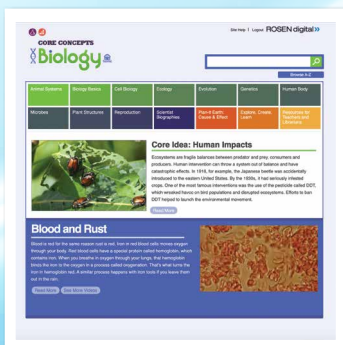 Site Help | Logout ROSEN digital»
CORE CONCEPTS
Biology
Browse A-Z
Animal Systems Biology Basics Cell Biology Ecology Evolution Genetics Human Body
Microbes Plant Structures Reproduction Scientist Biographies Planet Earth: Cause & Effect Explore, Create, Learn Resources for Teachers and Librarians
Core Idea: Human Impacts
Ecosystems are fragile balances between predator and prey, consumers and
producers. Human intervention can throw a system out of balance and have
catastrophic effects. In 1916, for example, the Japanese beetle was accidentally
introduced to the eastern United States. By the 1930s, it had seriously infested
crops. One of the most famous interventions was the use of the pesticide called DDT,
which wreaked havoc on bird populations and disrupted ecosystems. Efforts to ban
DDT helped to launch the environmental movement.
Read More
Blood and Rust
Blood is red for the same reason rust is red. Iron in red blood cells moves oxygen
through your body. Red blood cells have a special protein called hemoglobin, which
contains iron. When you breathe in oxygen through your lungs, that hemoglobin
binds the iron to the oxygen in a process called oxygenation. That's what turns the
iron in hemoglobin red. A similar process happens with iron tools if you leave them
out in the rain.
Read More See More Videos